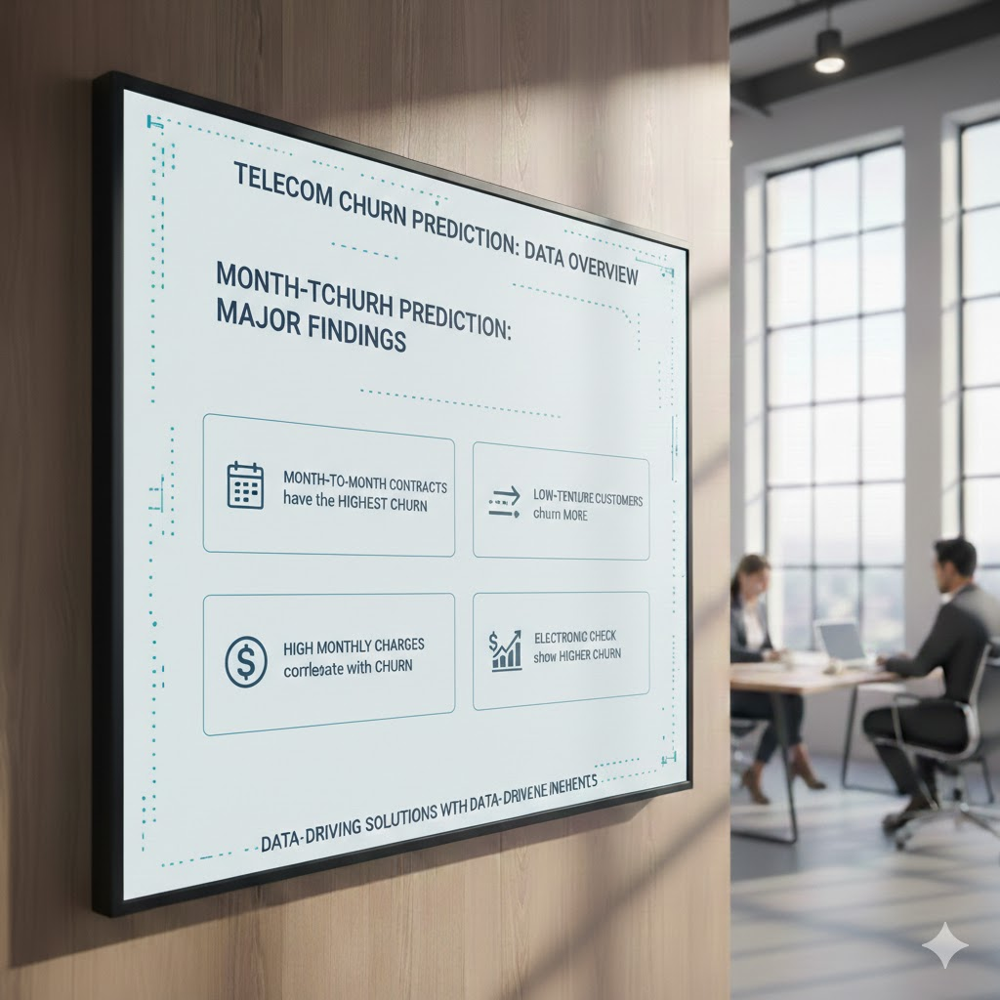 TELECOM CHURN PREDICTION: DATA OVERVIEW
MONTH-TCHURH PREDICTION:
MAJOR FINDINGS
MONTH-TO-MONTH CONTRACTS
have the HIGHEST CHURN
LOW-TENTURE CUSTOMERS
churn MORE
HIGH MONTHLY CHARGES
with CHURN
ELECTRONIC CHECK
show HIGHER CHURN
DATA-DRIVING SOLUTIONS WTH DATA-DRIVENE INEHENTS